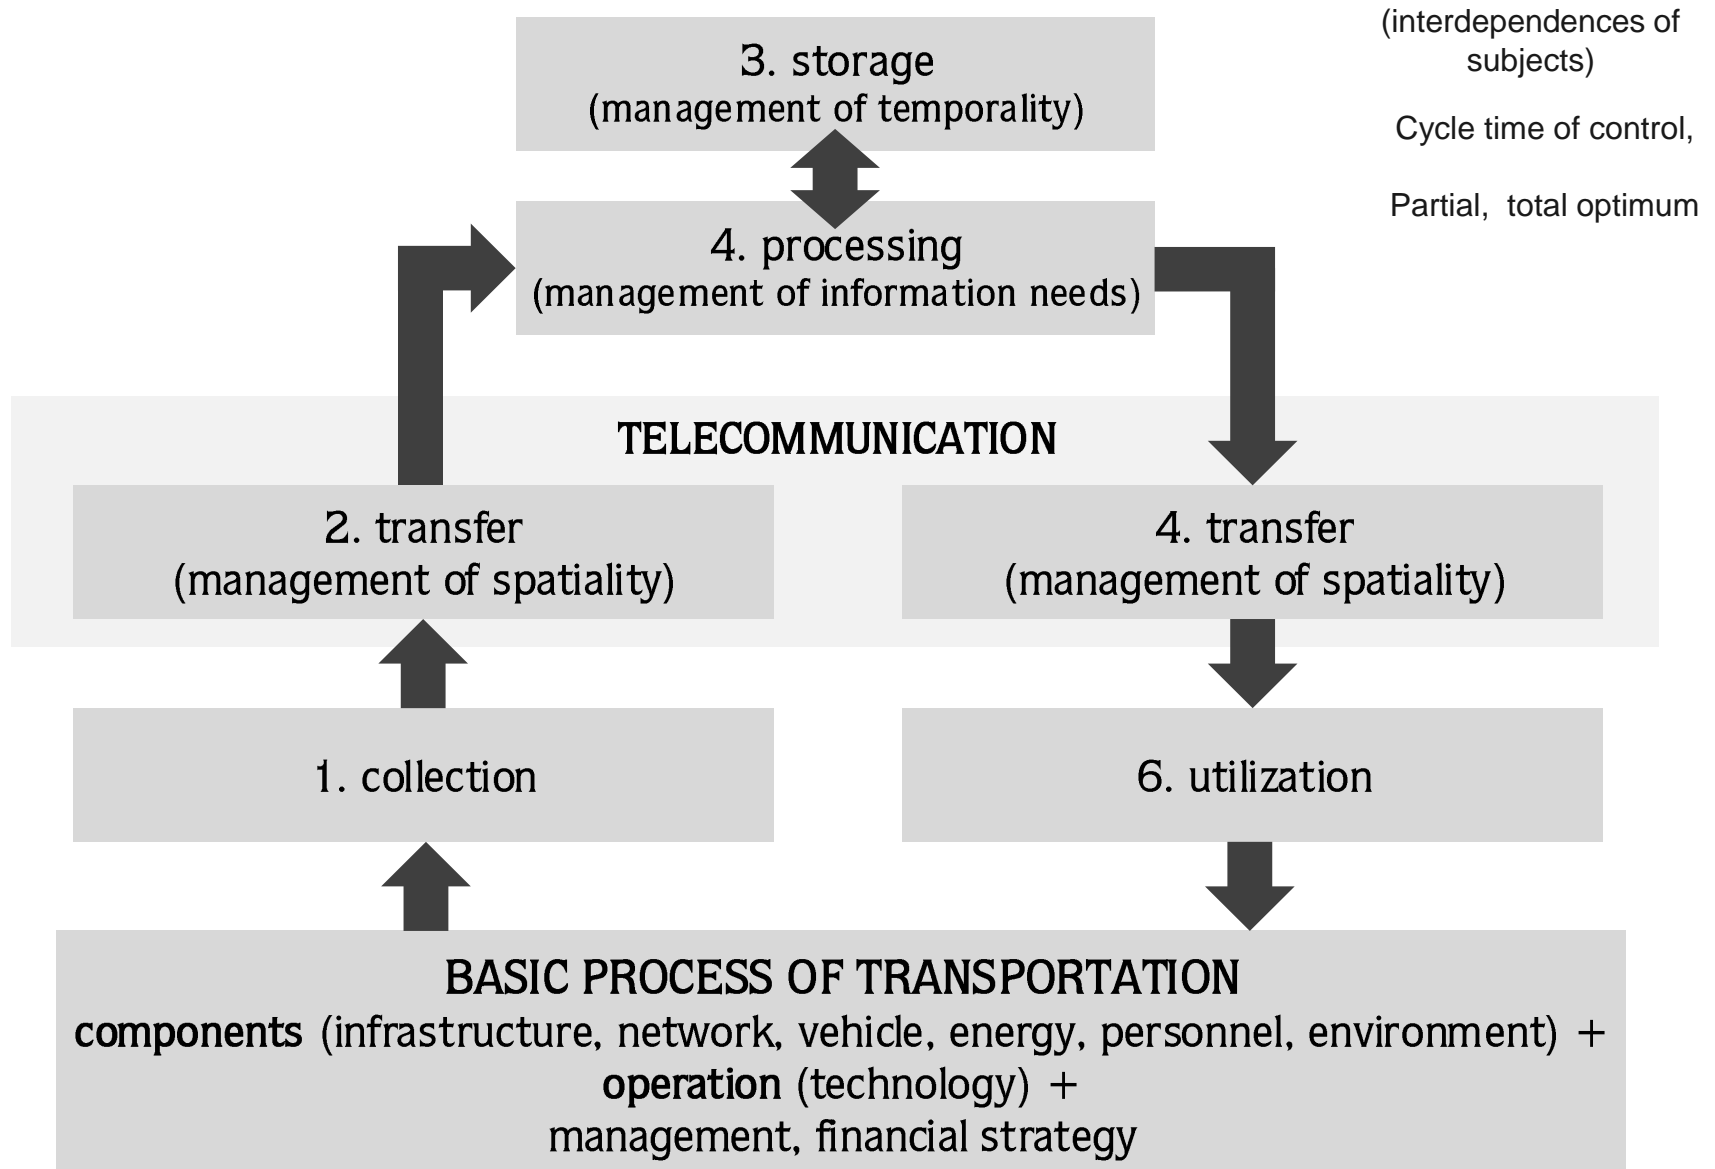 (interdependences of
subjects)
Cycle time of control,
Partial, total optimum
3. storage
(management of temporality)
4. processing
(management of information needs)
TELECOMMUNICATION
2. transfer
(management of spatiality)
4. transfer
(management of spatiality)
1. collection
6. utilization
BASIC PROCESS OF TRANSPORTATION
components (infrastructure, network, vehicle, energy, personnel, environment) +
operation (technology) +
management, financial strategy